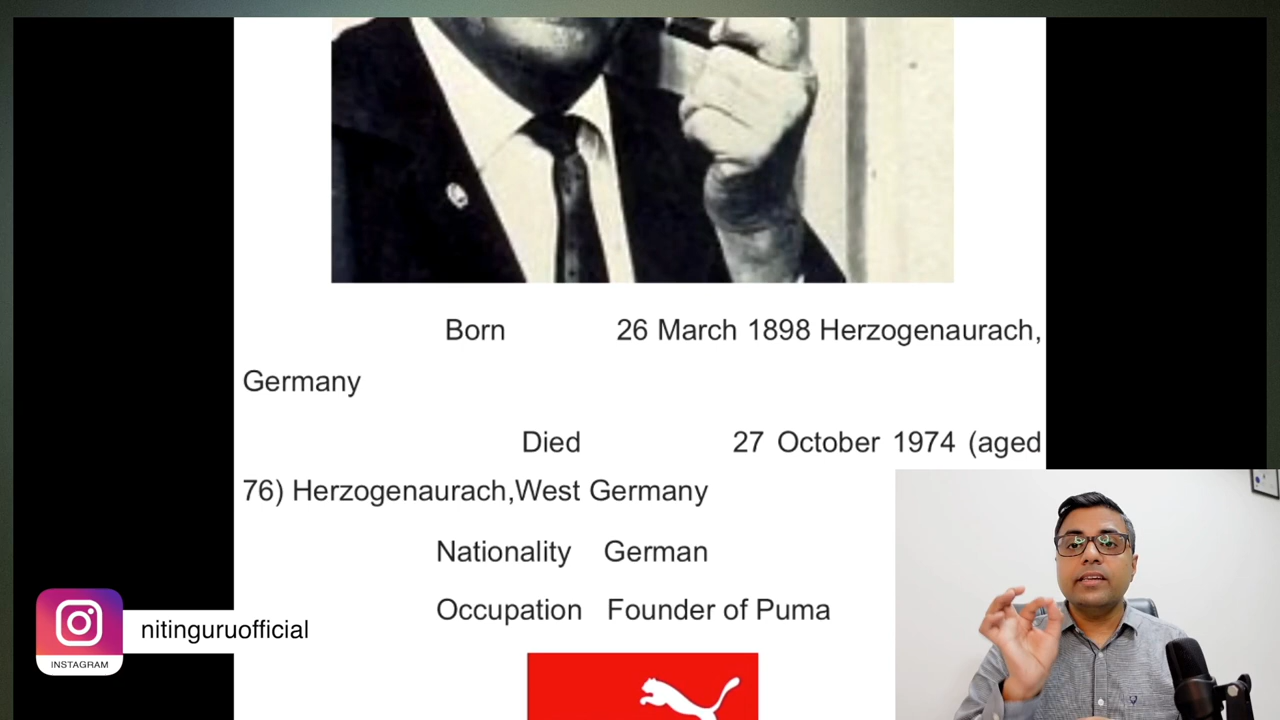 Born 26 March 1898 Herzogenaurach,
Germany
Died 27 October 1974 (aged
76) Herzogenaurach,West Germany
Nationality German
Occupation Founder of Puma
nitinguruofficial
INSTAGRAM